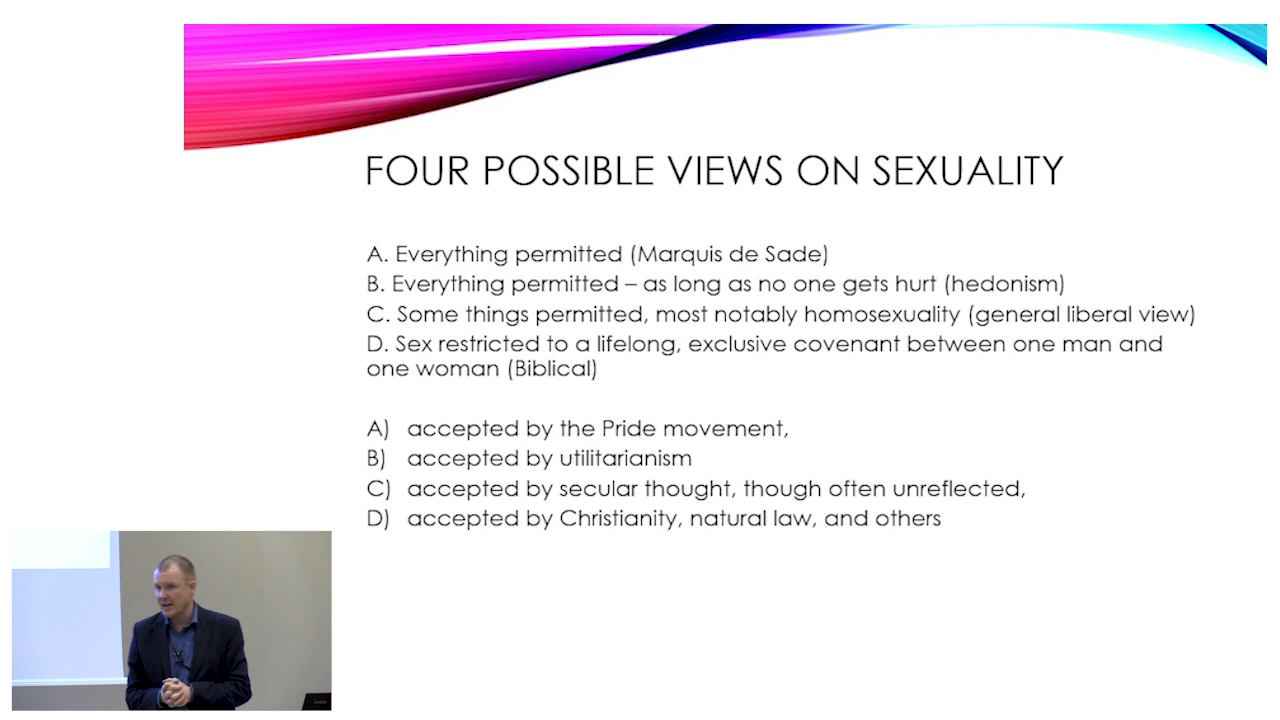 FOUR POSSIBLE VIEWS ON SEXUALITY
A. Everything permitted (Marquis de Sade)
B. Everything permitted – as long as no one gets hurt (hedonism)
C. Some things permitted, most notably homosexuality (general liberal view)
D. Sex restricted to a lifelong, exclusive covenant between one man and
one woman (Biblical)
A) accepted by the Pride movement,
B) accepted by utilitarianism
C) accepted by secular thought, though often unreflected,
D) accepted by Christianity, natural law, and others